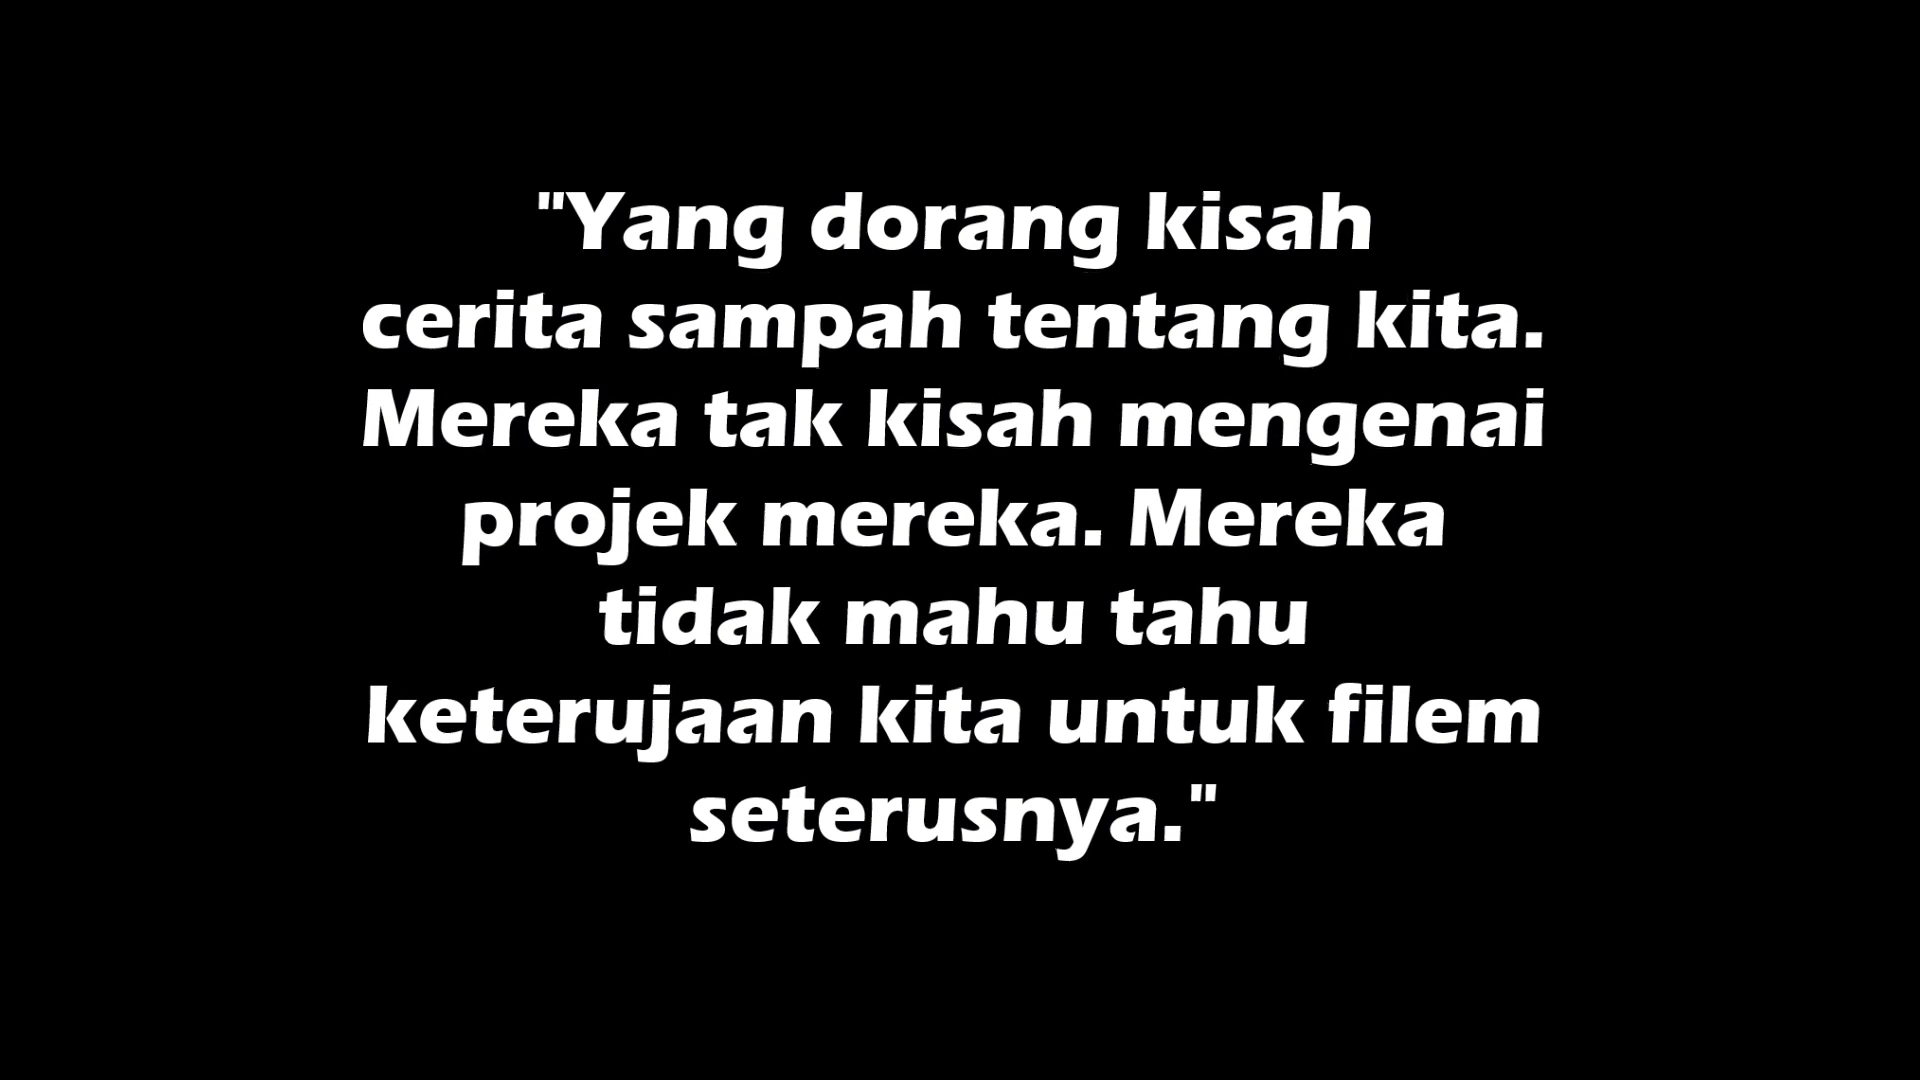 "Yang dorang kisah
cerita sampah tentang kita.
Mereka tak kisah mengenai
projek mereka. Mereka
tidak mahu tahu
keterujaan kita untuk filem
seterusnya."